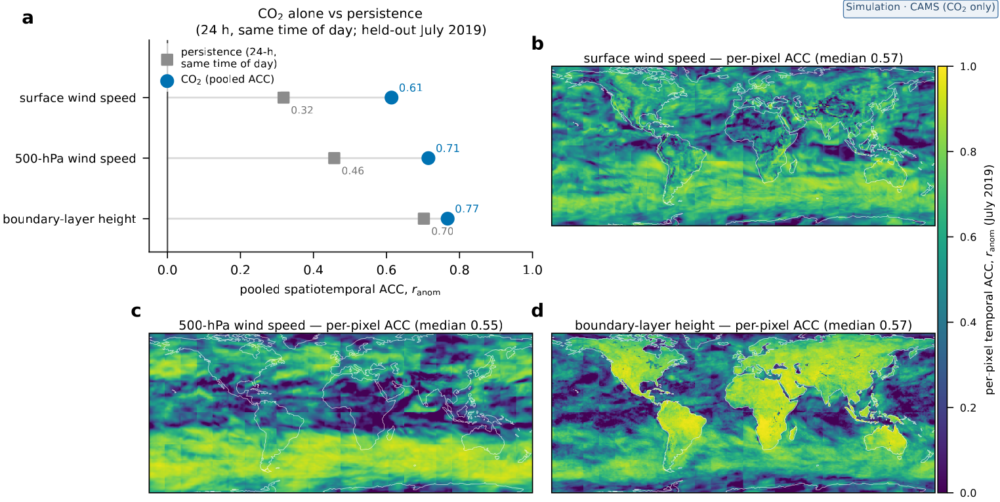 a
CO₂ alone vs persistence
(24 h, same time of day; held-out July 2019)
persistence (24-h,
same time of day)
CO₂ (pooled ACC)
surface wind speed
500-hPa wind speed
boundary-layer height
0.61
0.32
0.71
0.46
0.77
0.70
0.0 0.2 0.4 0.6 0.8 1.0
pooled spatiotemporal ACC, r_anom
Simulation · CAMS (CO₂ only)
b
surface wind speed — per-pixel ACC (median 0.57)
c
500-hPa wind speed — per-pixel ACC (median 0.55)
d
boundary-layer height — per-pixel ACC (median 0.57)
1.0
0.8
0.6
0.4
0.2
0.0
per-pixel temporal ACC, r_anom (July 2019)